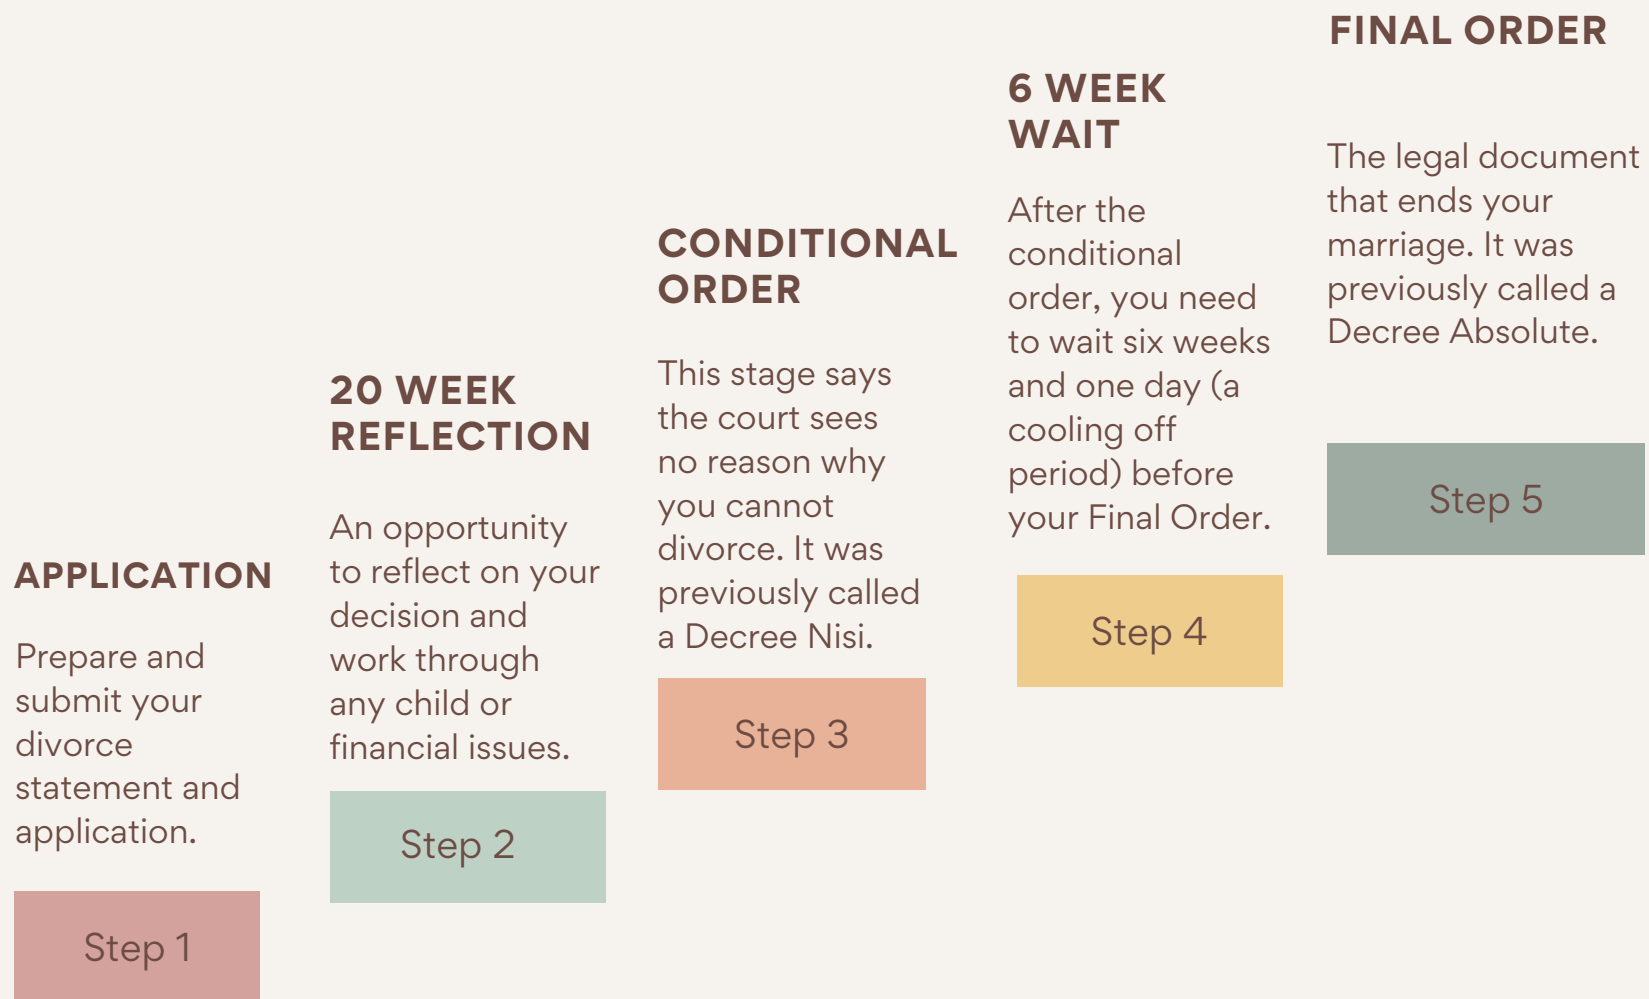 APPLICATION
Prepare and
submit your
divorce
statement and
application.
Step 1
20 WEEK
REFLECTION
An opportunity
to reflect on your
decision and
work through
any child or
financial issues.
Step 2
CONDITIONAL
ORDER
This stage says
the court sees
no reason why
you cannot
divorce. It was
previously called
a Decree Nisi.
Step 3
6 WEEK
WAIT
After the
conditional
order, you need
to wait six weeks
and one day (a
cooling off
period) before
your Final Order.
Step 4
FINAL ORDER
The legal document
that ends your
marriage. It was
previously called a
Decree Absolute.
Step 5